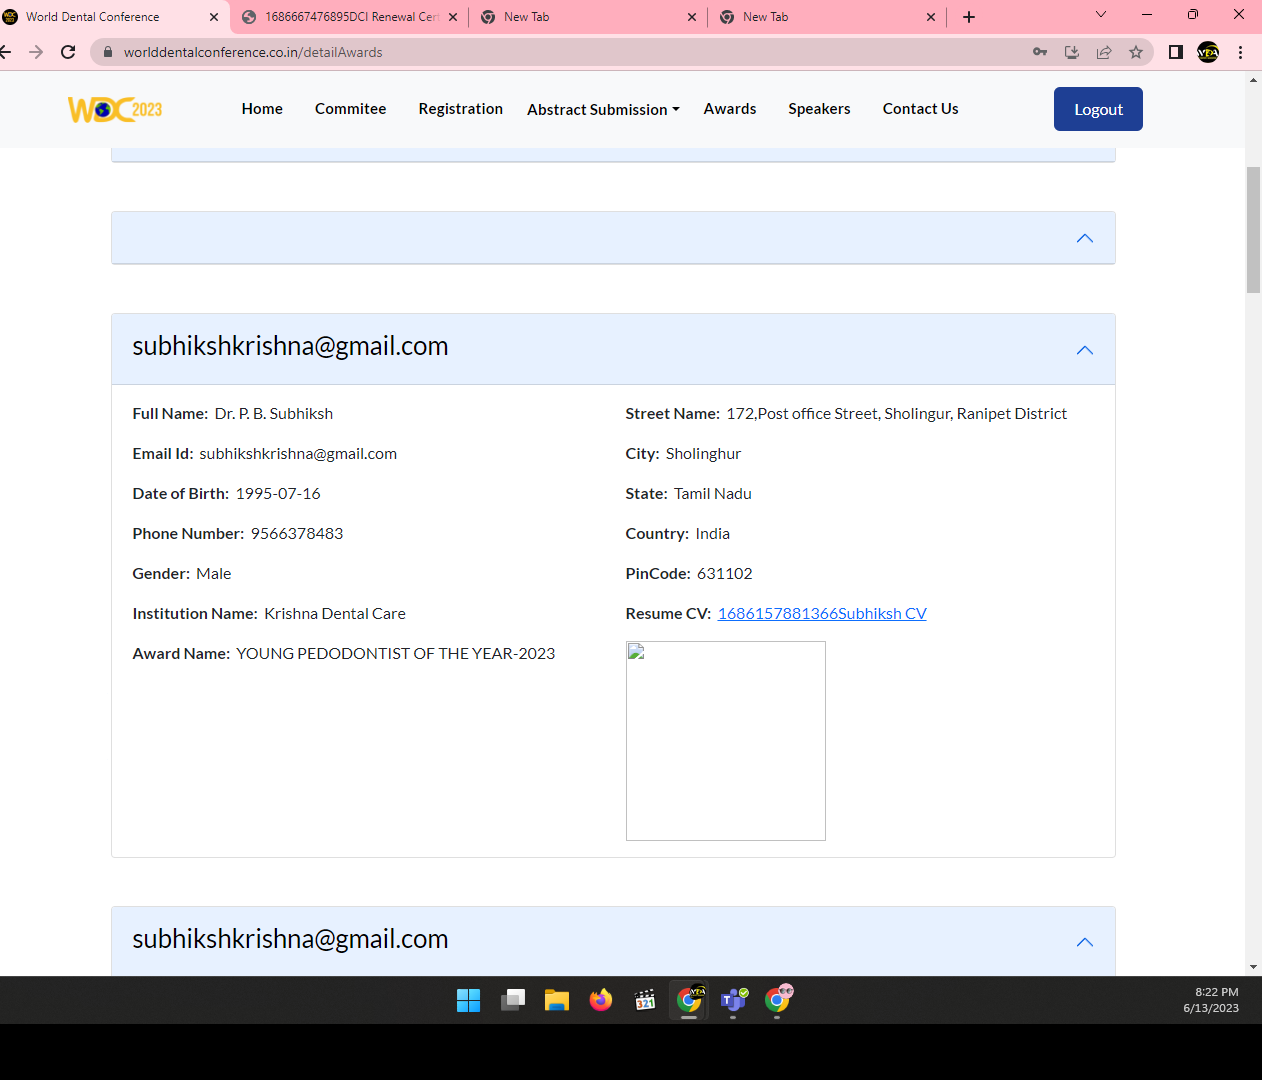 World Dental Conference
1686667476895DCI Renewal Cer
New Tab
New Tab
worlddentalconference.co.in/detailAwards
WDC 2023
Home
Commitee
Registration
Abstract Submission
Awards
Speakers
Contact Us
Logout
subhikshkrishna@gmail.com
Full Name: Dr. P. B. Subhiksh
Street Name: 172,Post office Street, Sholingur, Ranipet District
Email Id: subhikshkrishna@gmail.com
City: Sholinghur
Date of Birth: 1995-07-16
State: Tamil Nadu
Phone Number: 9566378483
Country: India
Gender: Male
PinCode: 631102
Institution Name: Krishna Dental Care
Resume CV: 1686157881366Subhiksh CV
Award Name: YOUNG PEDODONTIST OF THE YEAR-2023
subhikshkrishna@gmail.com
321
T
8:22 PM
6/13/2023